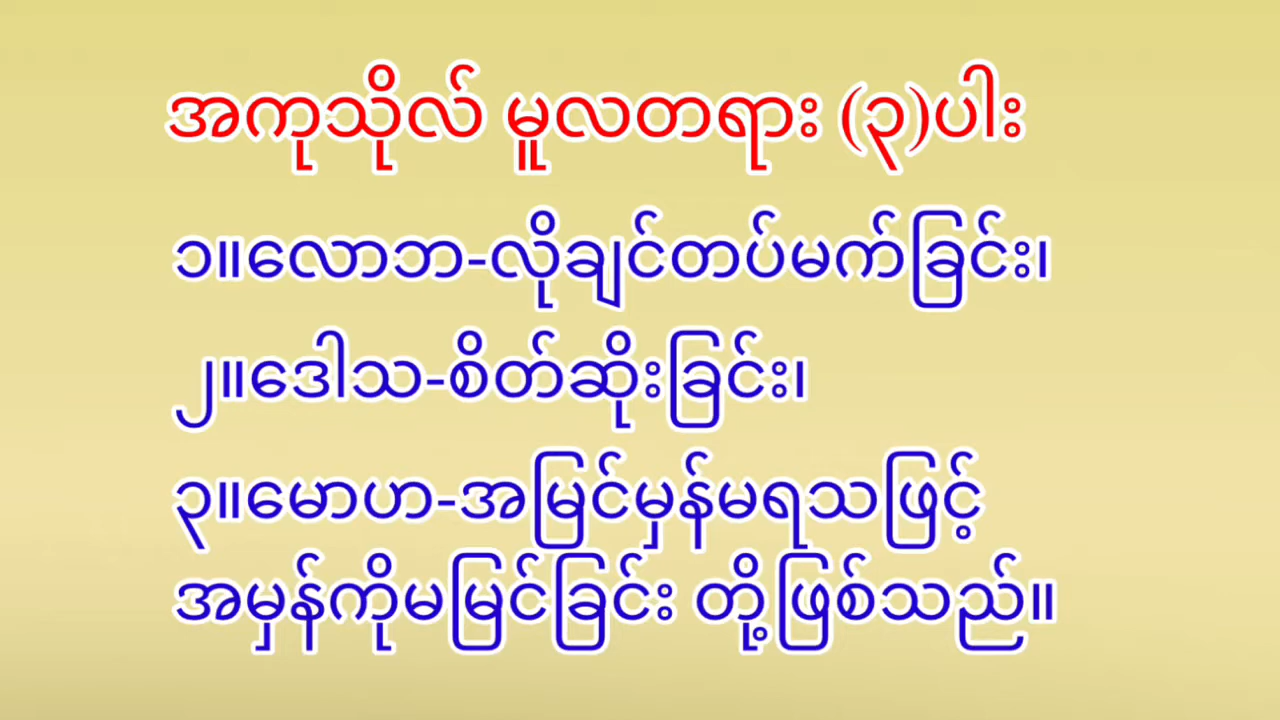 အကုသိုလ် မူလတရား (၃)ပါး
၁။လောဘ-လိုချင်တပ်မက်ခြင်း၊
၂။ဒေါသ-စိတ်ဆိုးခြင်း၊
၃။မောဟ-အမြင်မှန်မရသဖြင့်
အမှန်ကိုမမြင်ခြင်း တို့ဖြစ်သည်။